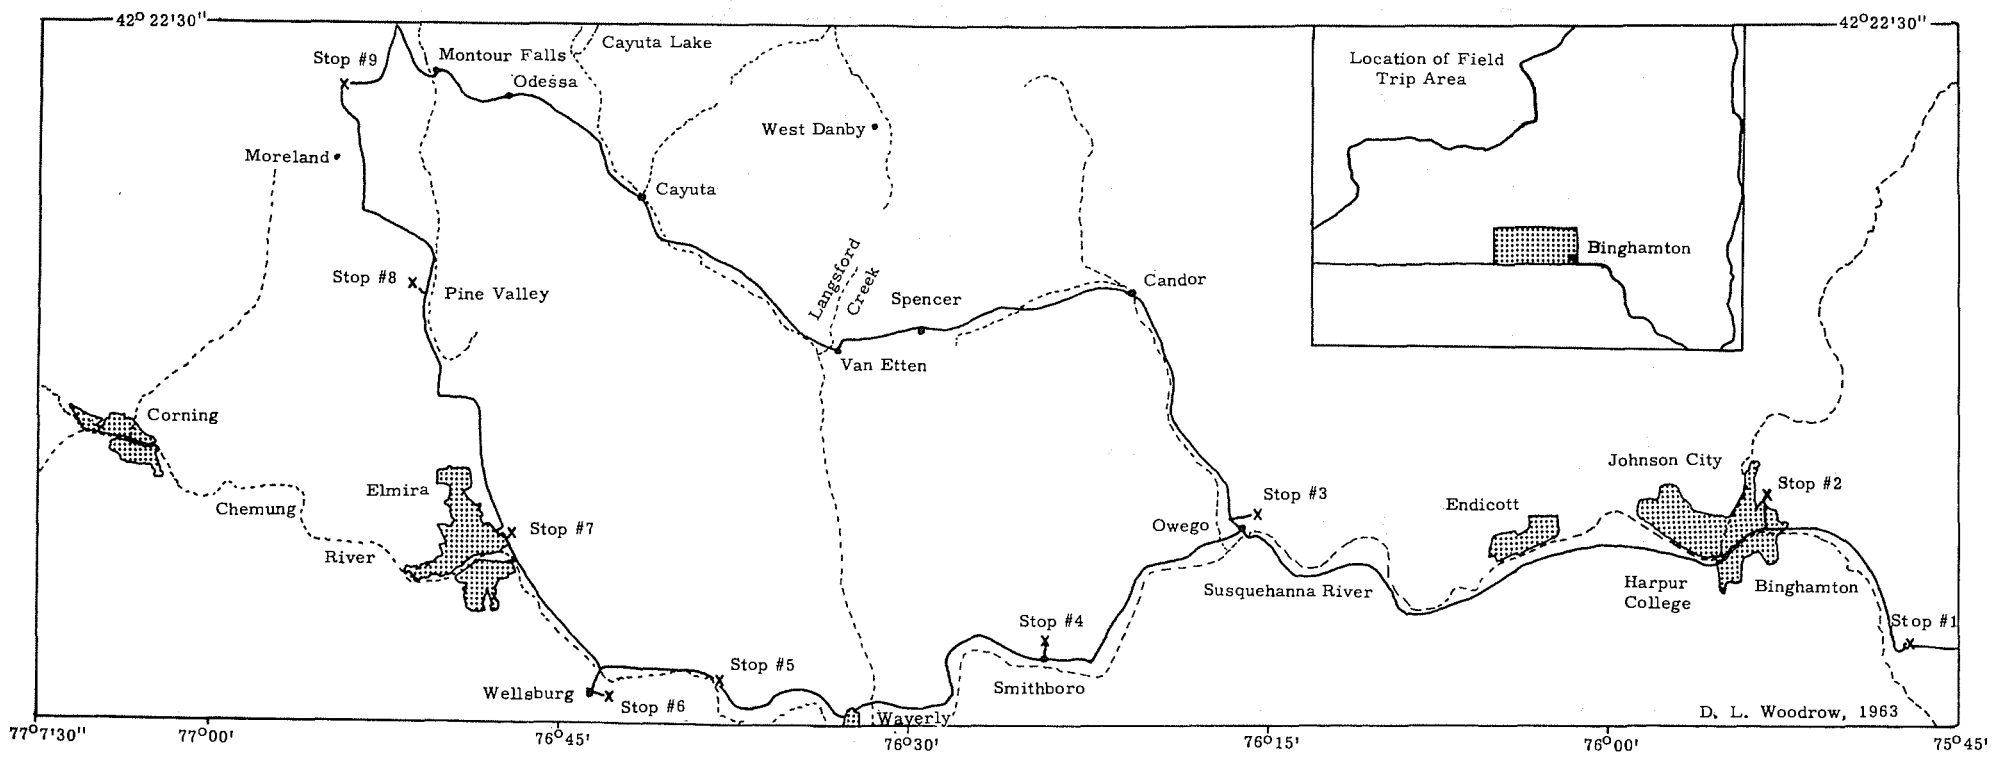 42° 22'30"
42°22'30"
Stop #9
Montour Falls
Odessa
Cayuta Lake
Location of Field
Trip Area
West Danby
Moreland
Cayuta
Binghamton
Langsford
Creek
Stop #8
Pine Valley
Spencer
Candor
Van Etten
Corning
Johnson City
Elmira
Stop #3
Endicott
Stop #2
Chemung
Stop #7
Owego
River
Susquehanna River
Harpur
College
Binghamton
Stop #4
Stop #1
Stop #5
Wellsburg
Stop #6
Smithboro
Waverly
D. L. Woodrow, 1963
77°7'30"
77°00'
76°45'
76°30'
76°15'
76°00'
75°45'